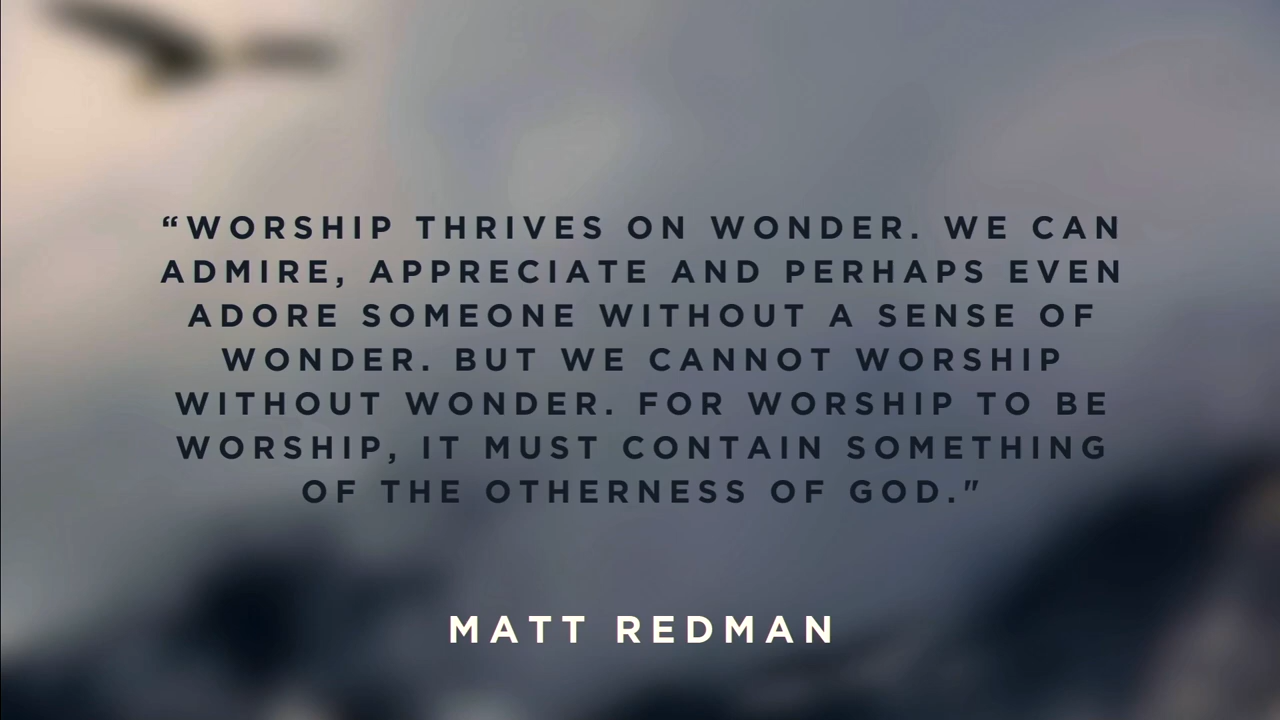 “WORSHIP THRIVES ON WONDER. WE CAN
ADMIRE, APPRECIATE AND PERHAPS EVEN
ADORE SOMEONE WITHOUT A SENSE OF
WONDER. BUT WE CANNOT WORSHIP
WITHOUT WONDER. FOR WORSHIP TO BE
WORSHIP, IT MUST CONTAIN SOMETHING
OF THE OTHERNESS OF GOD."
MATT REDMAN